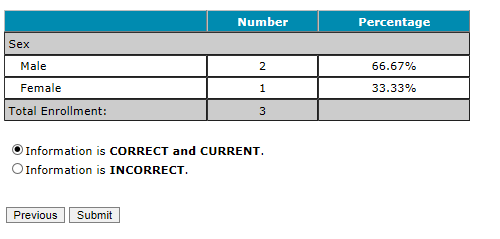 Number Percentage
Sex
Male 2 66.67%
Female 1 33.33%
Total Enrollment: 3
Information is CORRECT and CURRENT.
Information is INCORRECT.
Previous Submit